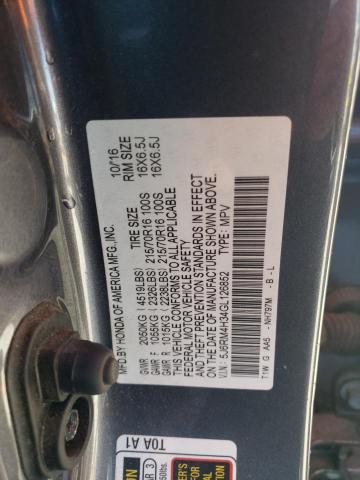 MFD BY HONDA OF AMERICA MFG.,INC. 10/16
TIRE SIZE RIM SIZE
GVWR 2050KG (4519LBS)
GAWR F 1055KG (2326LBS) 215/70R16 100S 16X6.5J
GAWR R 1015KG (2238LBS) 215/70R16 100S 16X6.5J
THIS VEHICLE CONFORMS TO ALL APPLICABLE
FEDERAL MOTOR VEHICLE SAFETY, BUMPER,
AND THEFT PREVENTION STANDARDS IN EFFECT
ON THE DATE OF MANUFACTURE SHOWN ABOVE.
V.I.N.: 5J6RM4H34GL126652 TYPE: MPV
T1W G AA5 -NH797M -B -L
T0A A1